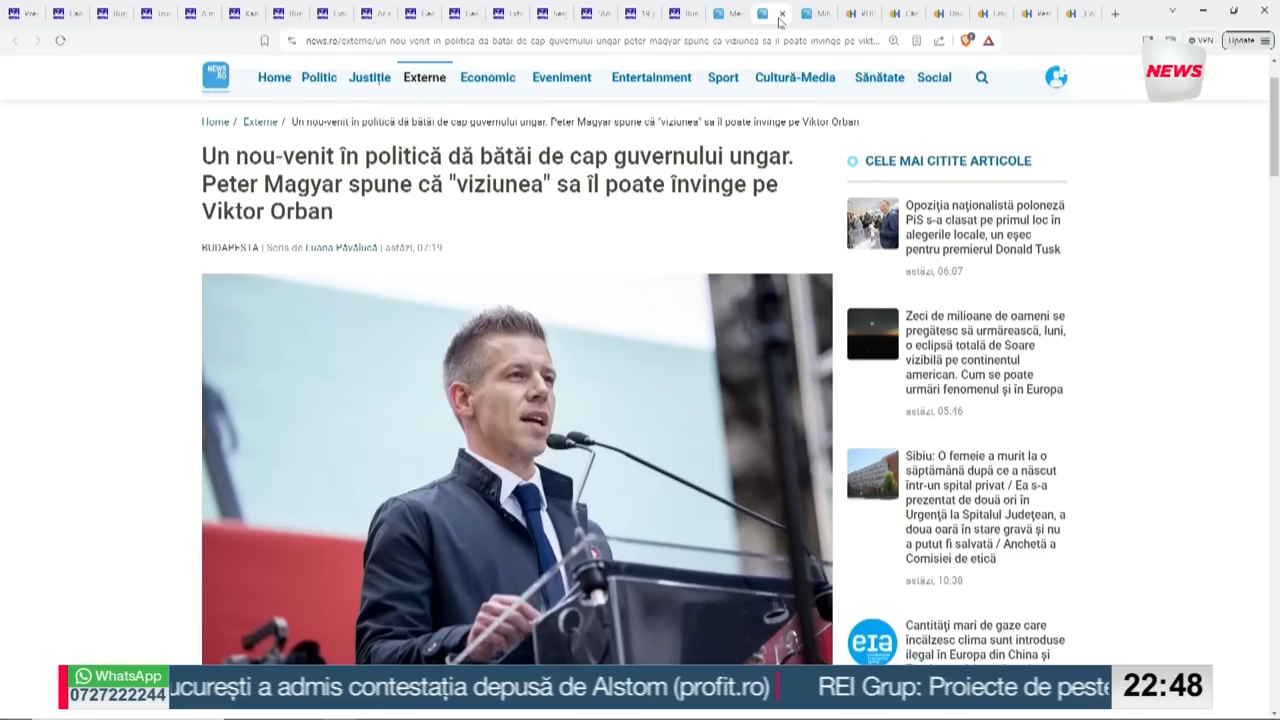 news.ro/externe/un nou venit in politica da batai de cap guvernului ungar peter magyar spune ca viziunea sa il poate invinge pe vikt...
VPN
Update
NEWS
.RO
Home Politic Justiție Externe Economic Eveniment Entertainment Sport Cultură-Media Sănătate Social
NEWS
Home / Externe / Un nou-venit în politică dă bătăi de cap guvernului ungar. Peter Magyar spune că "viziunea" sa îl poate învinge pe Viktor Orban
Un nou-venit în politică dă bătăi de cap guvernului ungar.
Peter Magyar spune că "viziunea" sa îl poate învinge pe
Viktor Orban
BUDAPESTA | Scris de Luana Păvălucă | astăzi, 07:19
CELE MAI CITITE ARTICOLE
Opoziția naționalistă poloneză
PiS s-a clasat pe primul loc în
alegerile locale, un eșec
pentru premierul Donald Tusk
astăzi, 06:07
Zeci de milioane de oameni se
pregătesc să urmărească, luni,
o eclipsă totală de Soare
vizibilă pe continentul
american. Cum se poate
urmări fenomenul și în Europa
astăzi, 05:46
Sibiu: O femeie a murit la o
săptămână după ce a născut
într-un spital privat / Ea s-a
prezentat de două ori în
Urgență la Spitalul Județean, a
doua oară în stare gravă și nu
a putut fi salvată / Anchetă a
Comisiei de etică
astăzi, 10:38
eia
Cantități mari de gaze care
încălzesc clima sunt introduse
ilegal în Europa din China și
WhatsApp
0727222244
ucurești a admis contestația depusă de Alstom (profit.ro)
REI Grup: Proiecte de peste
22:48